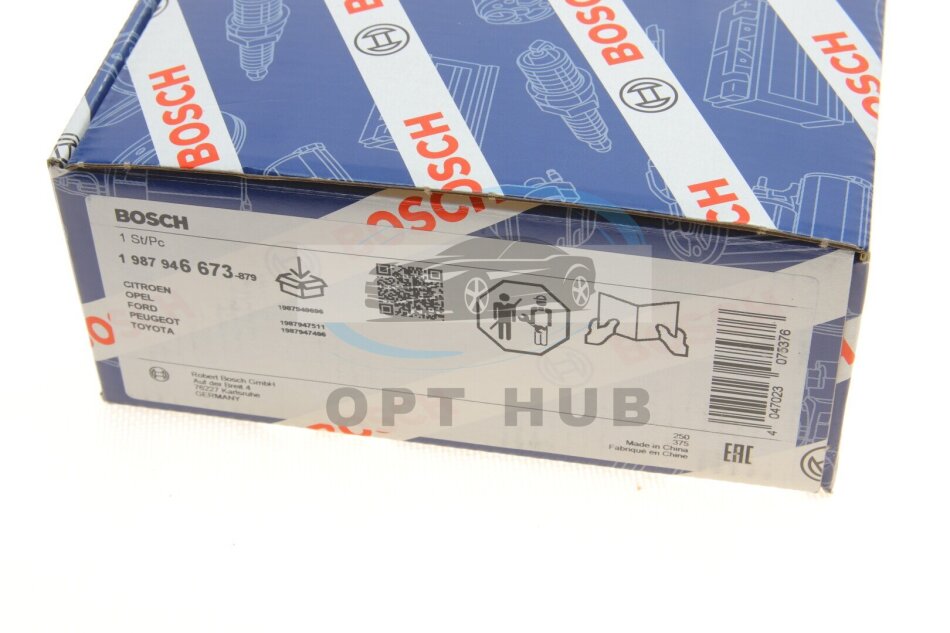 BOSCH
BOSCH
BOSCH
BOSCH
BOSCH
BOSCH
1 St/Pc
1 987 946 673-879
CITROEN
OPEL
FORD
PEUGEOT
TOYOTA
1987947511
Robert Bosch GmbH
Auf der Breit 4
76227 Karlsruhe
GERMANY
OPT HUB
250
375
Made in China
Fabriqué en Chine
EAC
4 047023 075376